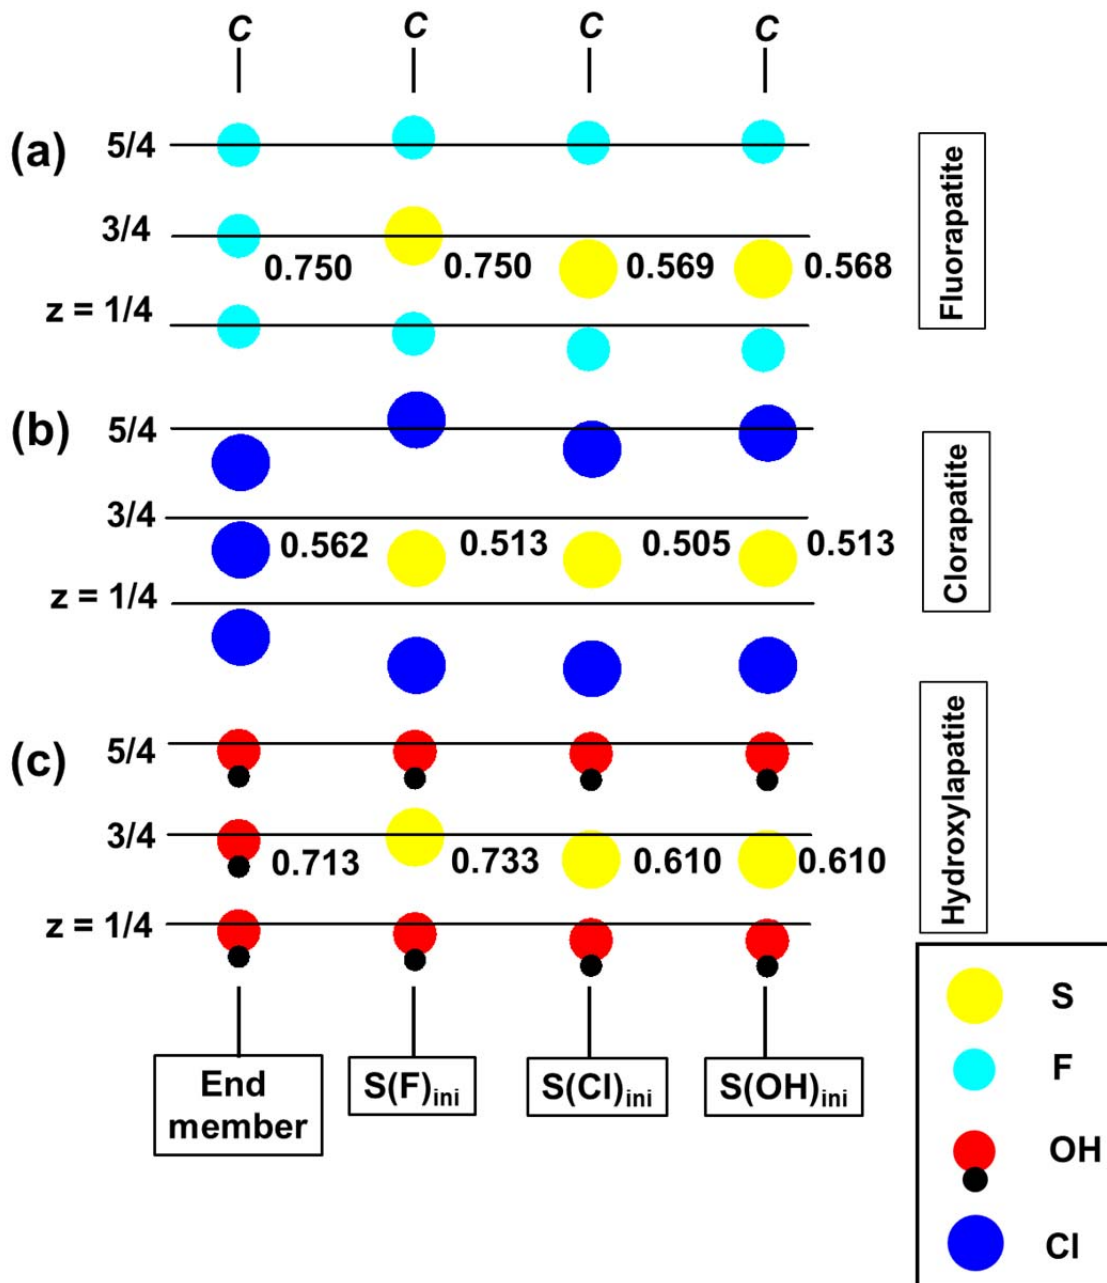 C C C C
(a) 5/4
3/4
0.750 0.750 0.569 0.568
z = 1/4
Fluorapatite
(b) 5/4
3/4
0.562 0.513 0.505 0.513
z = 1/4
Clorapatite
(c) 5/4
3/4
0.713 0.733 0.610 0.610
z = 1/4
Hydroxylapatite
End
member
S(F)ini
S(Cl)ini
S(OH)ini
S
F
OH
Cl